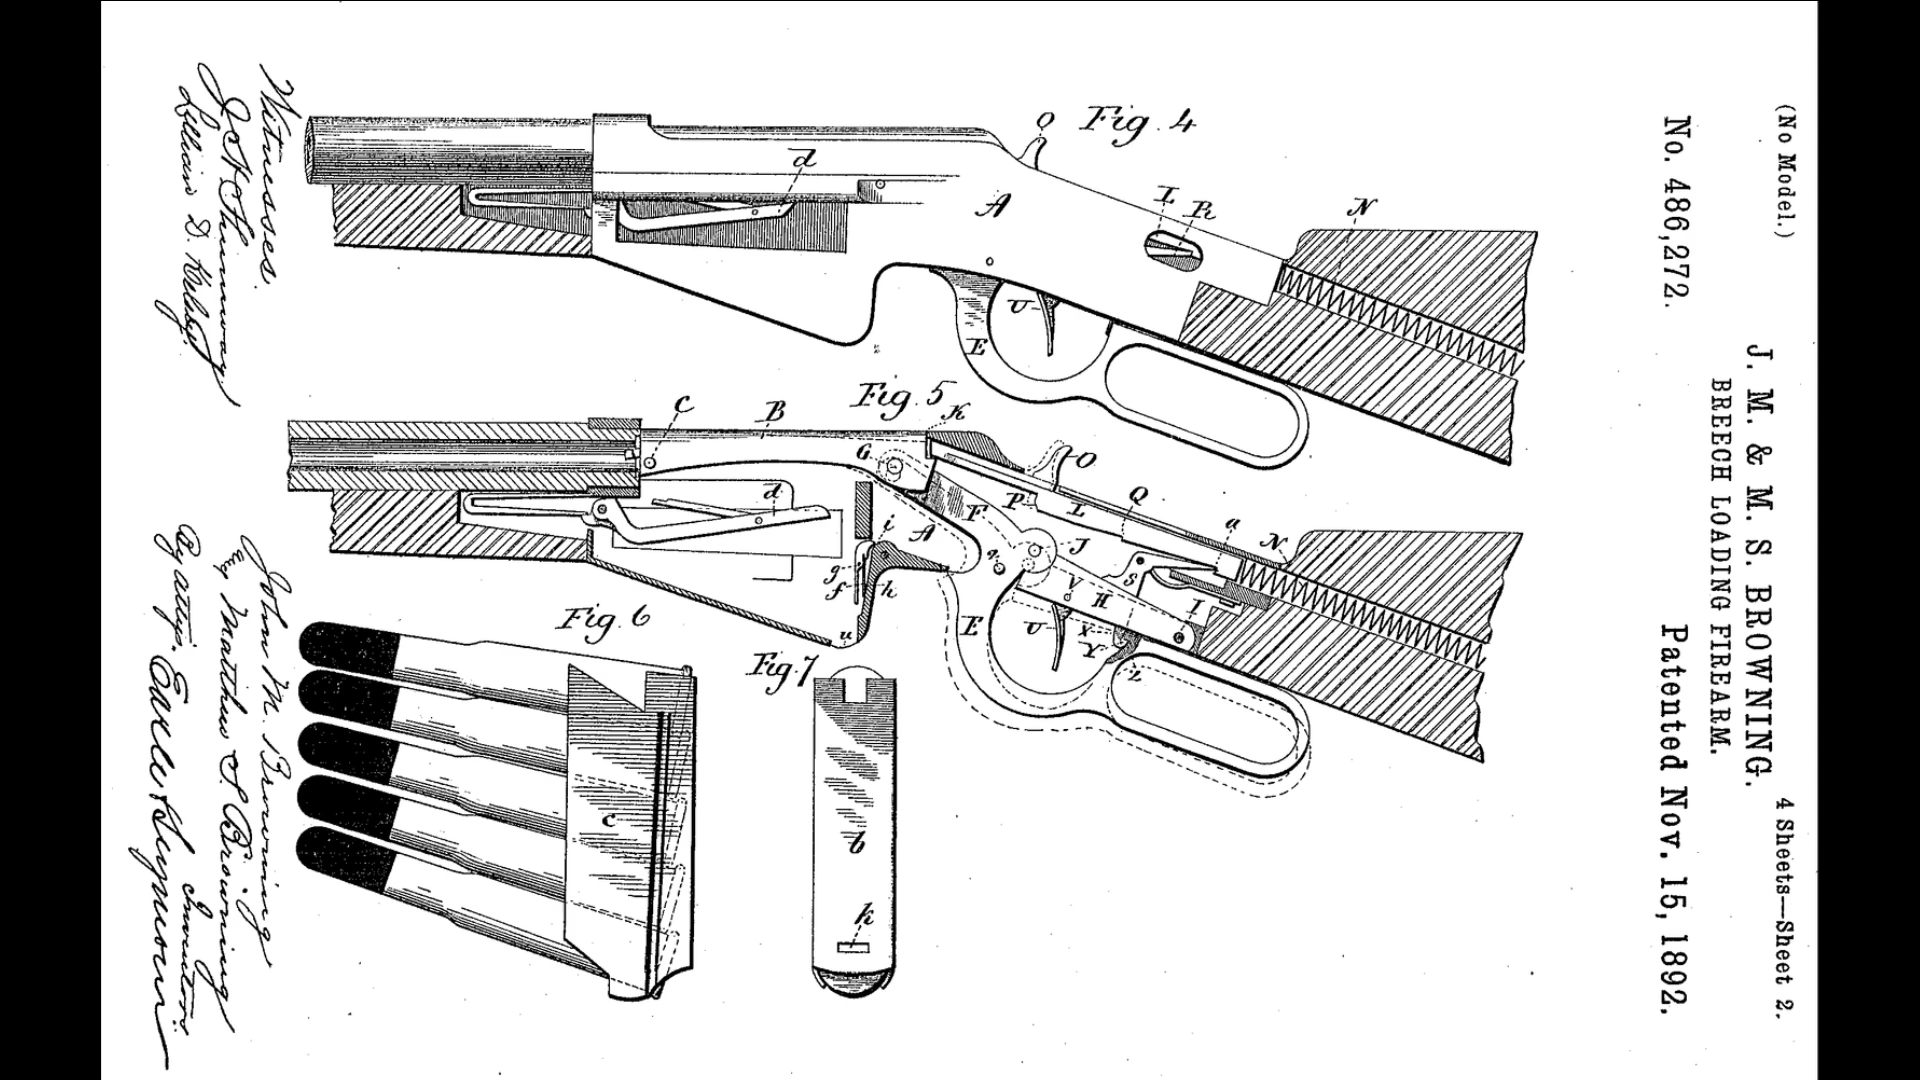 (No Model.)
4 Sheets—Sheet 2.
J. M. & M. S. BROWNING.
BREECH LOADING FIREARM.
No. 486,272.
Patented Nov. 15, 1892.
Fig. 4
O
d
A
L R
N
U
E
Fig. 5
C
B
K
G
O
d
P
L
Q
a
N
F
i
A
J
g
f
h
S
V
H
I
E
U
X
Y
u
z
Fig. 6
c
Fig. 7
b
k
Witnesses.
John M. Browning
Matthew S. Browning
Inventors.
By atty.